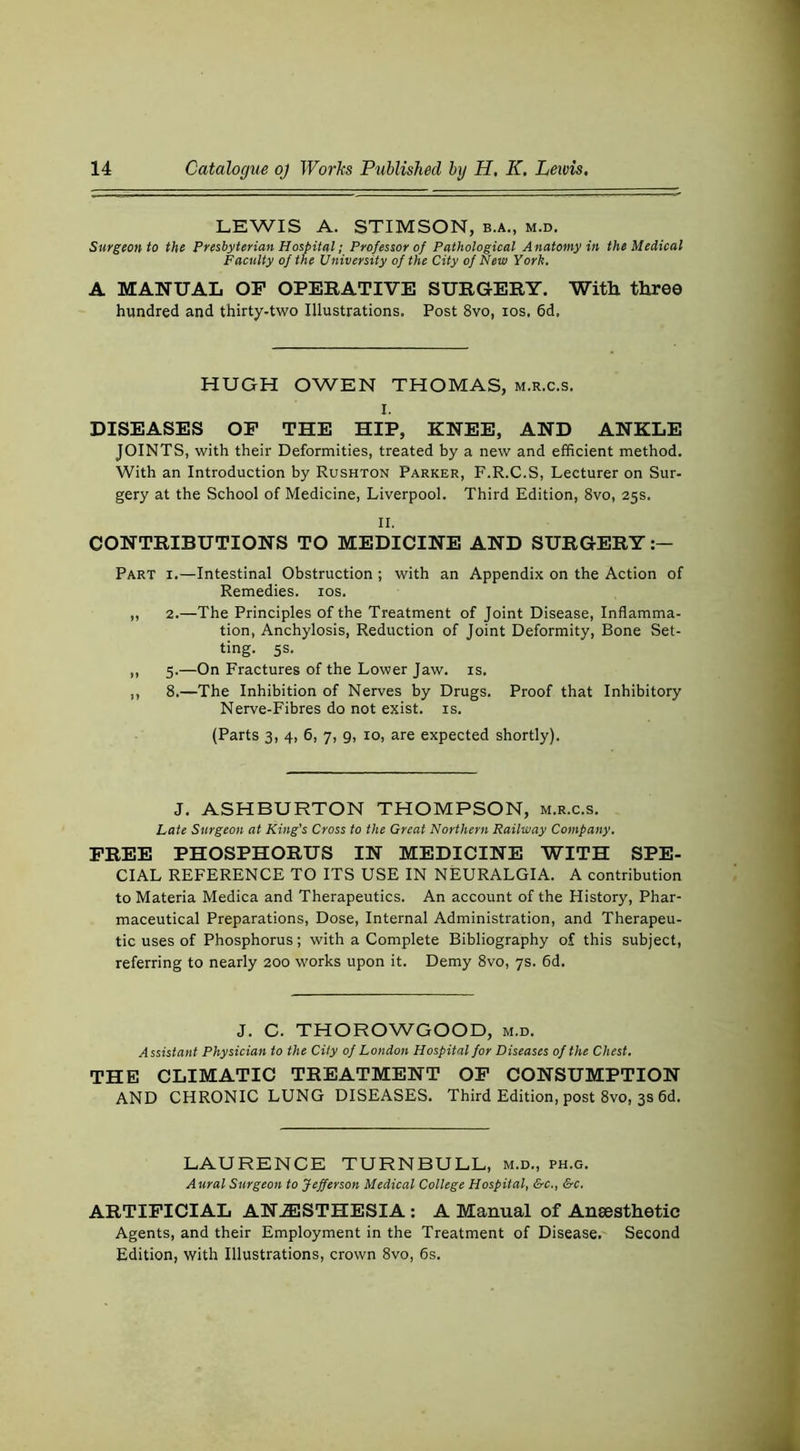 14 Catalogue oj Works Published by H. K. Lewis.
LEWIS A. STIMSON, B.A., M.D.
Surgeon to the Presbyterian Hospital; Professor of Pathological Anatomy in the Medical
Faculty of the University of the City of New York.
A MANUAL OF OPERATIVE SURGERY. With three
hundred and thirty-two Illustrations. Post 8vo, 10s. 6d.
HUGH OWEN THOMAS, M.R.C.S.
I.
DISEASES OF THE HIP, KNEE, AND ANKLE
JOINTS, with their Deformities, treated by a new and efficient method.
With an Introduction by Rushton Parker, F.R.C.S, Lecturer on Sur-
gery at the School of Medicine, Liverpool. Third Edition, 8vo, 25s.
II.
CONTRIBUTIONS TO MEDICINE AND SURGERY:—
Part 1.—Intestinal Obstruction; with an Appendix on the Action of
Remedies. 10s.
„ 2.—The Principles of the Treatment of Joint Disease, Inflamma-
tion, Anchylosis, Reduction of Joint Deformity, Bone Set-
ting. 5s.
„ 5.—On Fractures of the Lower Jaw. 1s.
„ 8.—The Inhibition of Nerves by Drugs. Proof that Inhibitory
Nerve-Fibres do not exist. 1s.
(Parts 3, 4, 6, 7, 9, 10, are expected shortly).
J. ASHBURTON THOMPSON, M.R.C.S.
Late Surgeon at King's Cross to the Great Northern Railway Company.
FREE PHOSPHORUS IN MEDICINE WITH SPE-
CIAL REFERENCE TO ITS USE IN NEURALGIA. A contribution
to Materia Medica and Therapeutics. An account of the History, Phar-
maceutical Preparations, Dose, Internal Administration, and Therapeu-
tic uses of Phosphorus; with a Complete Bibliography of this subject,
referring to nearly 200 works upon it. Demy 8vo, 7s. 6d.
J. C. THOROWGOOD, M.D.
Assistant Physician to the City of London Hospital for Diseases of the Chest.
THE CLIMATIC TREATMENT OF CONSUMPTION
AND CHRONIC LUNG DISEASES. Third Edition, post 8vo, 3s 6d.
LAURENCE TURNBULL, M.D., PH.G.
Aural Surgeon to Jefferson Medical College Hospital, &c., &c.
ARTIFICIAL ANÆSTHESIA: A Manual of Anæsthetic
Agents, and their Employment in the Treatment of Disease. Second
Edition, with Illustrations, crown 8vo, 6s.